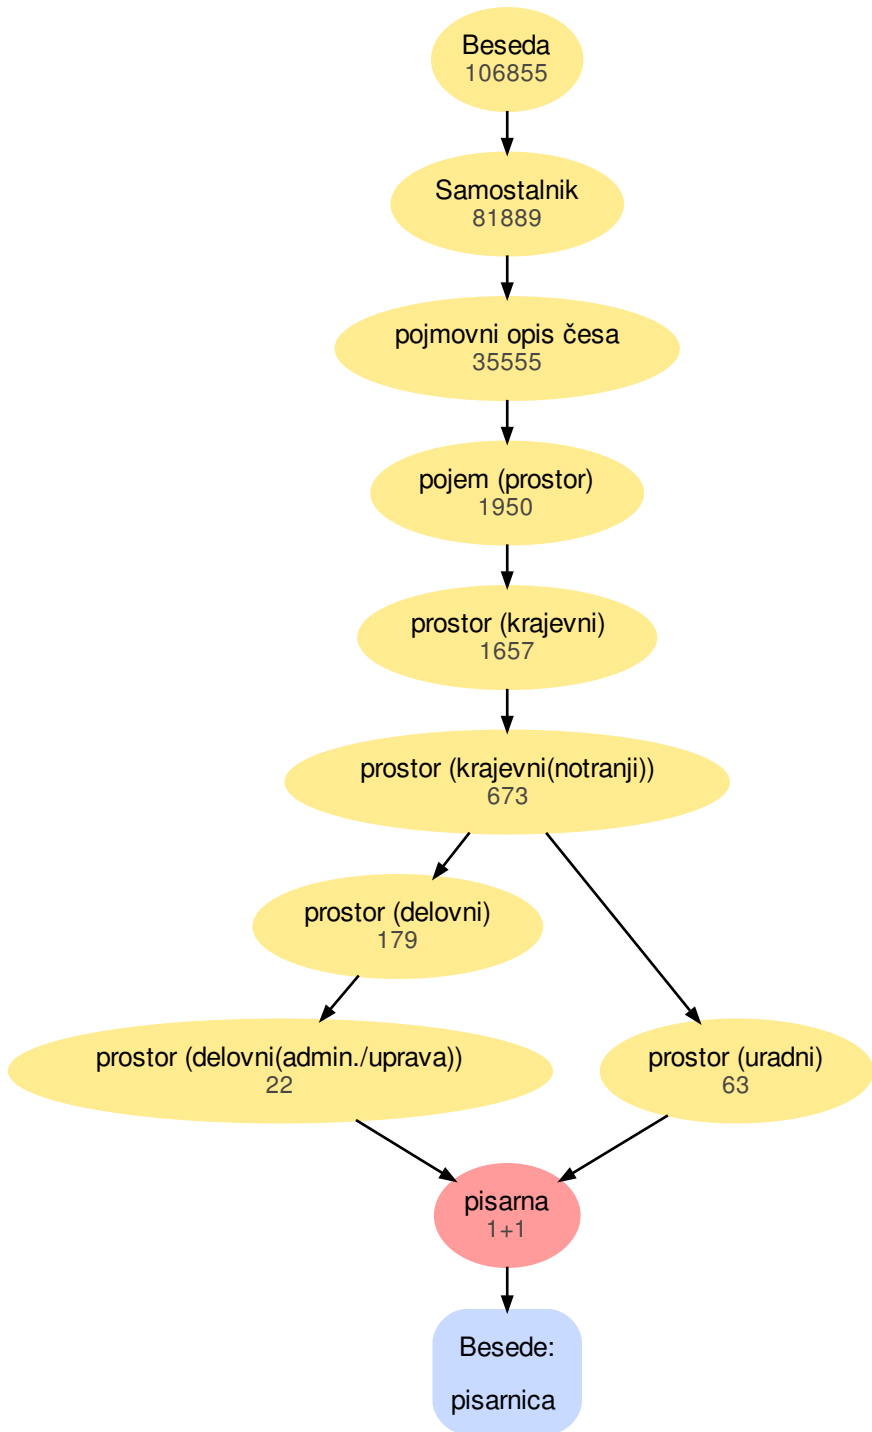 Beseda
106855
Samostalnik
81889
pojmovni opis česa
35555
pojem (prostor)
1950
prostor (krajevni)
1657
prostor (krajevni(notranji))
673
prostor (delovni)
179
prostor (delovni(admin./uprava))
22
prostor (uradni)
63
pisarna
1+1
Besede:
pisarnica